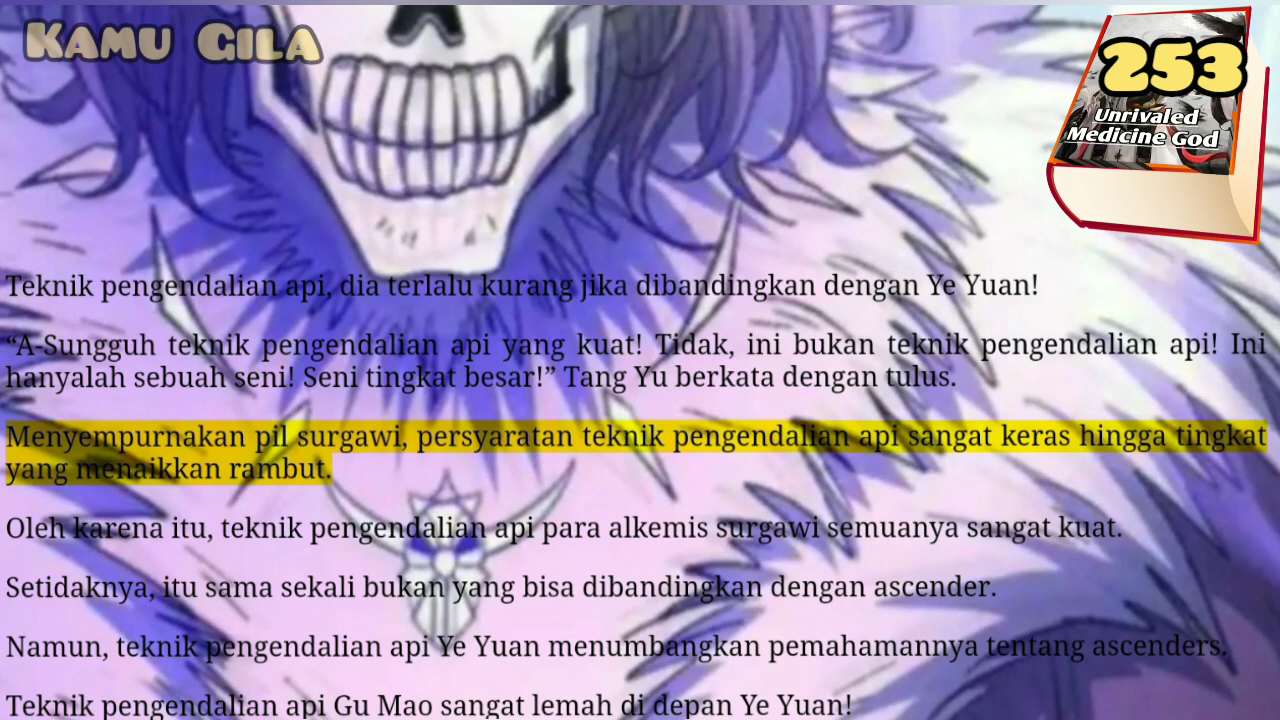 KAMU GILA
253
Unrivaled
Medicine God
Teknik pengendalian api, dia terlalu kurang jika dibandingkan dengan Ye Yuan!
“A-Sungguh teknik pengendalian api yang kuat! Tidak, ini bukan teknik pengendalian api! Ini
hanyalah sebuah seni! Seni tingkat besar!” Tang Yu berkata dengan tulus.
Menyempurnakan pil surgawi, persyaratan teknik pengendalian api sangat keras hingga tingkat
yang menaikkan rambut.
Oleh karena itu, teknik pengendalian api para alkemis surgawi semuanya sangat kuat.
Setidaknya, itu sama sekali bukan yang bisa dibandingkan dengan ascender.
Namun, teknik pengendalian api Ye Yuan menumbangkan pemahamannya tentang ascenders.
Teknik pengendalian api Gu Mao sangat lemah di depan Ye Yuan!